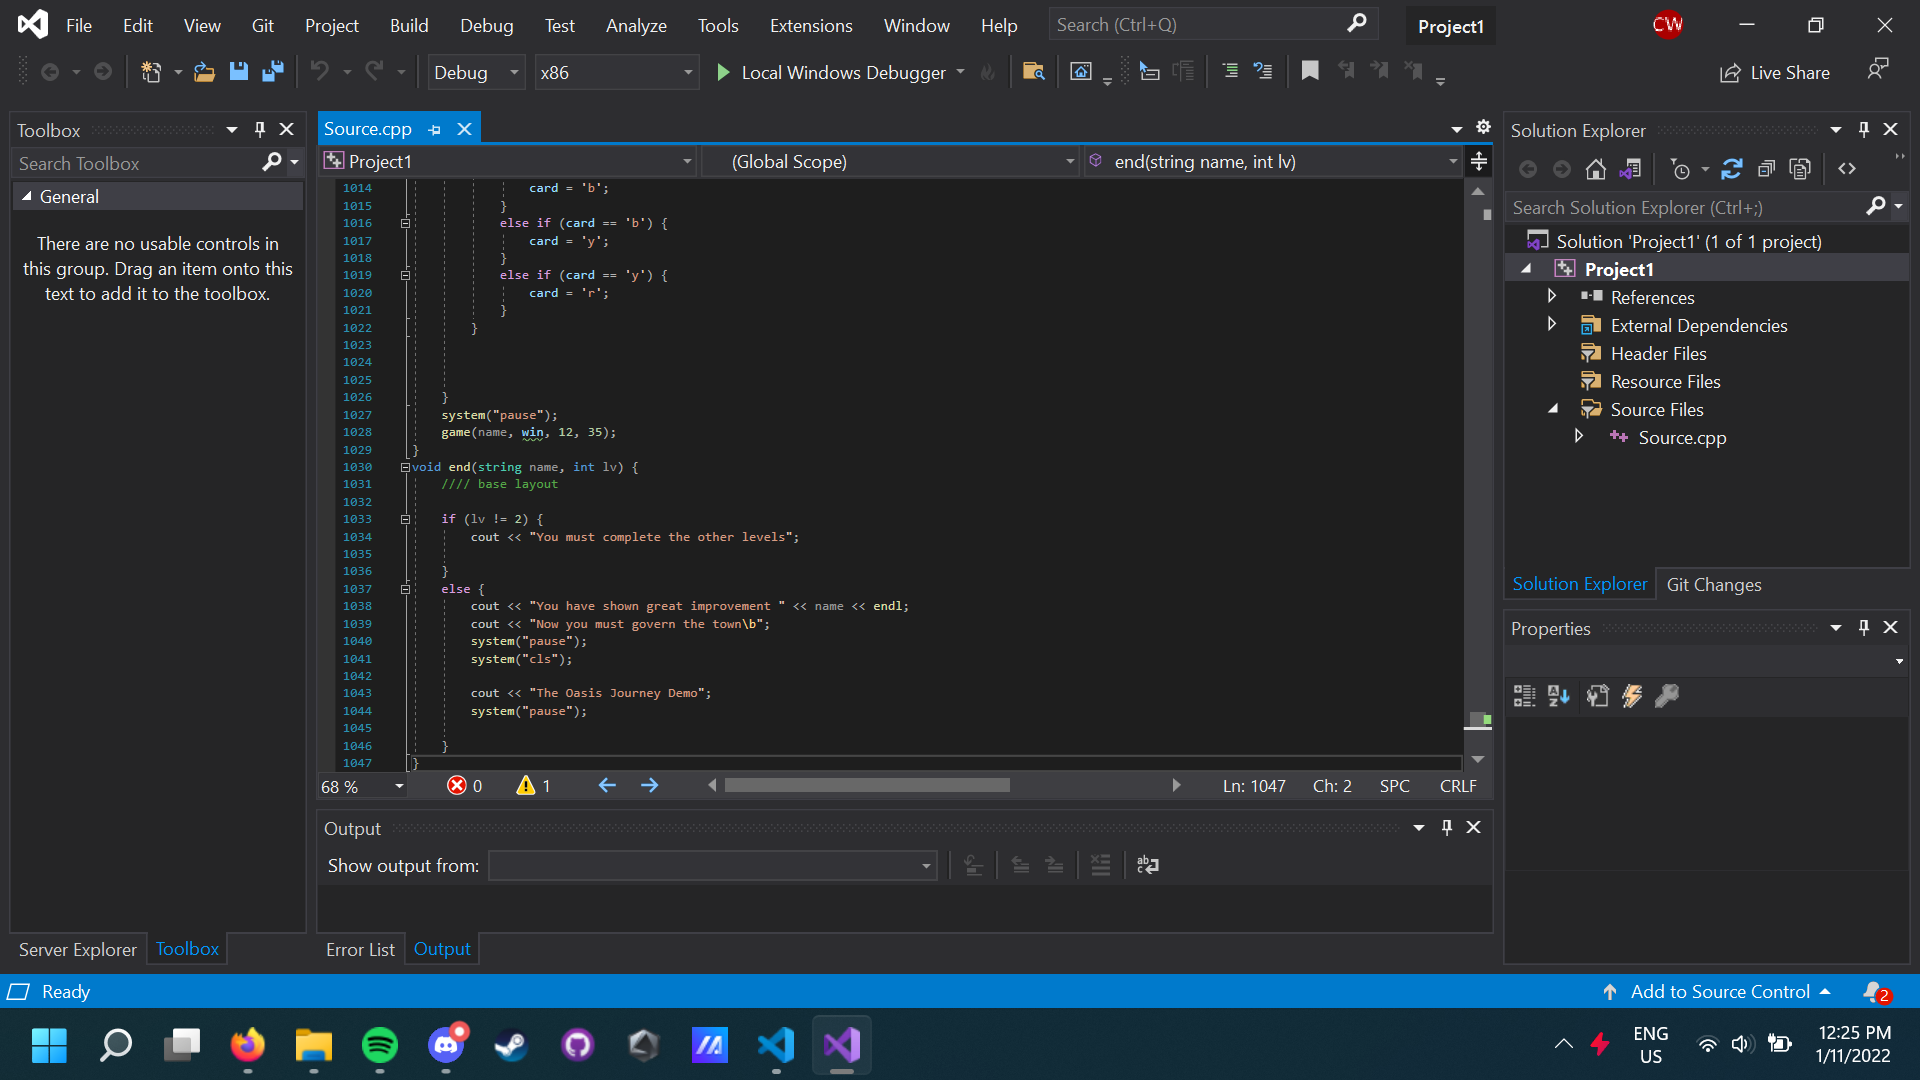 File Edit View Git Project Build Debug Test Analyze Tools Extensions Window Help Search (Ctrl+Q) Project1 CW
Debug x86 Local Windows Debugger Live Share
Toolbox
Search Toolbox
General
There are no usable controls in
this group. Drag an item onto this
text to add it to the toolbox.
Server Explorer Toolbox
Source.cpp
Project1 (Global Scope) end(string name, int lv)
1014 card = 'b';
1015 }
1016 else if (card == 'b') {
1017 card = 'y';
1018 }
1019 else if (card == 'y') {
1020 card = 'r';
1021 }
1022 }
1023
1024
1025
1026 }
1027 system("pause");
1028 game(name, win, 12, 35);
1029 }
1030 void end(string name, int lv) {
1031 //// base layout
1032
1033 if (lv != 2) {
1034 cout << "You must complete the other levels";
1035
1036 }
1037 else {
1038 cout << "You have shown great improvement " << name << endl;
1039 cout << "Now you must govern the town\b";
1040 system("pause");
1041 system("cls");
1042
1043 cout << "The Oasis Journey Demo";
1044 system("pause");
1045
1046 }
1047 }
68 % 0 1 Ln: 1047 Ch: 2 SPC CRLF
Output
Show output from:
Error List Output
Solution Explorer
Search Solution Explorer (Ctrl+;)
Solution 'Project1' (1 of 1 project)
Project1
References
External Dependencies
Header Files
Resource Files
Source Files
Source.cpp
Solution Explorer Git Changes
Properties
Ready Add to Source Control 2
ENG
US
12:25 PM
1/11/2022